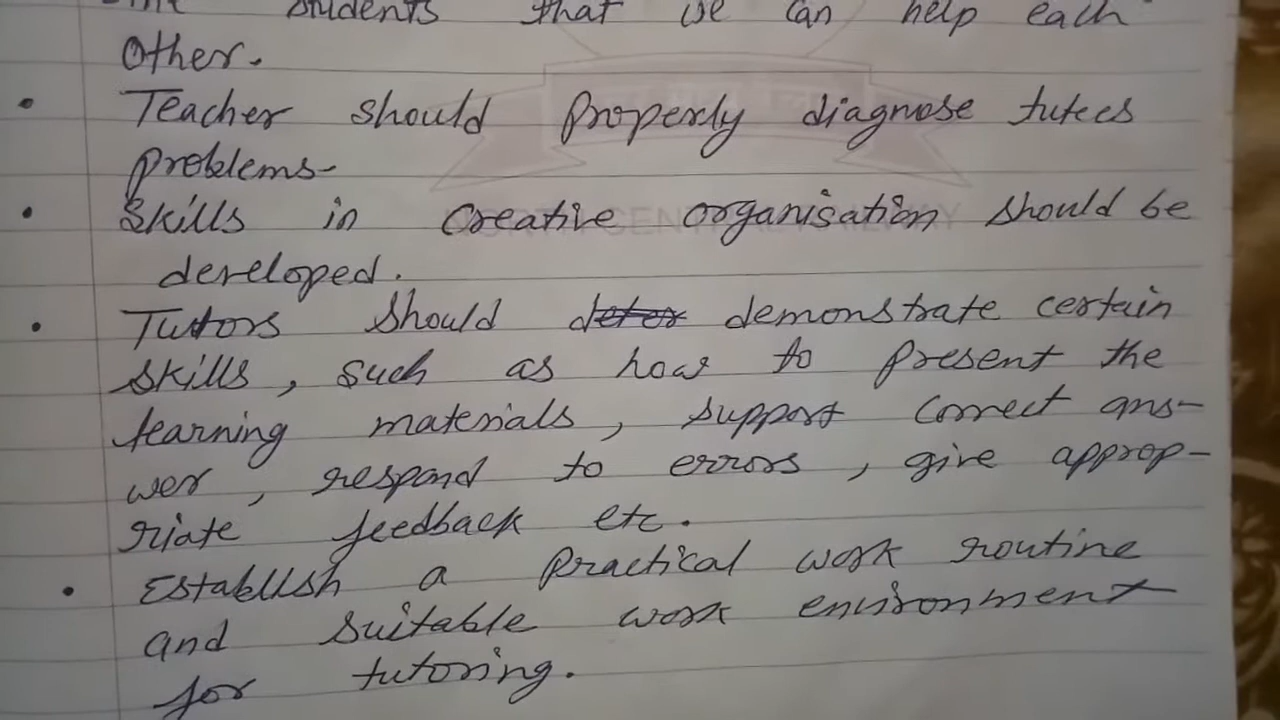 students that we can help each
Other.
• Teacher should properly diagnose tutees
problems-
• Skills in creative organisation should be
developed.
• Tutors should demonstrate certain
skills, such as how to present the
learning materials, support correct ans-
wer, respond to errors, give approp-
riate feedback etc.
• Establish a practical work routine
and suitable work environment
for tutoring.